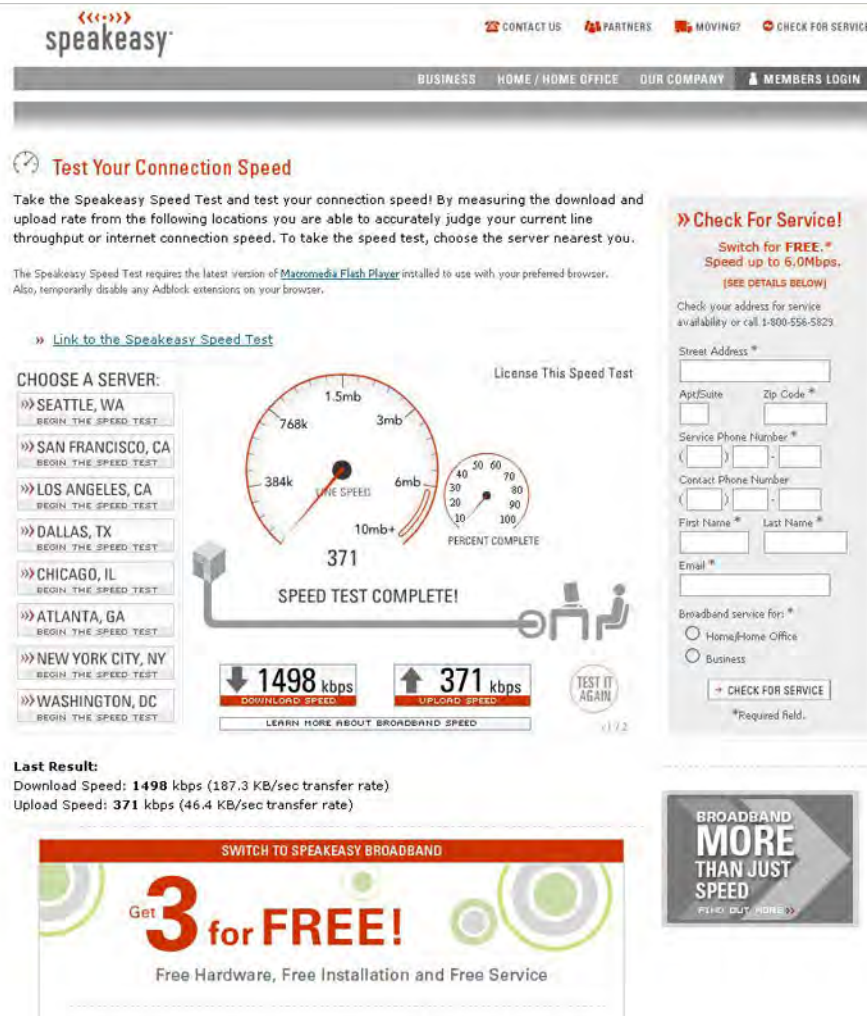 speakeasy
CONTACT US PARTNERS MOVING? CHECK FOR SERVICE
BUSINESS HOME / HOME OFFICE OUR COMPANY MEMBERS LOGIN
Test Your Connection Speed
Take the Speakeasy Speed Test and test your connection speed! By measuring the download and
upload rate from the following locations you are able to accurately judge your current line
throughput or internet connection speed. To take the speed test, choose the server nearest you.
The Speakeasy Speed Test requires the latest version of Macromedia Flash Player installed to use with your preferred browser.
Also, temporarily disable any Adblock extensions on your browser.
» Link to the Speakeasy Speed Test
CHOOSE A SERVER:
SEATTLE, WA
BEGIN THE SPEED TEST
SAN FRANCISCO, CA
BEGIN THE SPEED TEST
LOS ANGELES, CA
BEGIN THE SPEED TEST
DALLAS, TX
BEGIN THE SPEED TEST
CHICAGO, IL
BEGIN THE SPEED TEST
ATLANTA, GA
BEGIN THE SPEED TEST
NEW YORK CITY, NY
BEGIN THE SPEED TEST
WASHINGTON, DC
BEGIN THE SPEED TEST
License This Speed Test
384k
768k
1.5mb
3mb
6mb
10mb+
LINE SPEED
371
10 20 30 40 50 60 70 80 90 100
PERCENT COMPLETE
SPEED TEST COMPLETE!
1498 kbps
DOWNLOAD SPEED
371 kbps
UPLOAD SPEED
TEST IT
AGAIN
LEARN MORE ABOUT BROADBAND SPEED
v1.7.2
Last Result:
Download Speed: 1498 kbps (187.3 KB/sec transfer rate)
Upload Speed: 371 kbps (46.4 KB/sec transfer rate)
SWITCH TO SPEAKEASY BROADBAND
Get 3 for FREE!
Free Hardware, Free Installation and Free Service
» Check For Service!
Switch for FREE.*
Speed up to 6.0Mbps.
(SEE DETAILS BELOW)
Check your address for service
availability or call 1-800-556-5829.
Street Address *
Apt/Suite Zip Code *
Service Phone Number *
( ) -
Contact Phone Number
( ) -
First Name * Last Name *
Email *
Broadband service for: *
Home/Home Office
Business
CHECK FOR SERVICE
*Required field.
BROADBAND
MORE
THAN JUST
SPEED
FIND OUT MORE »